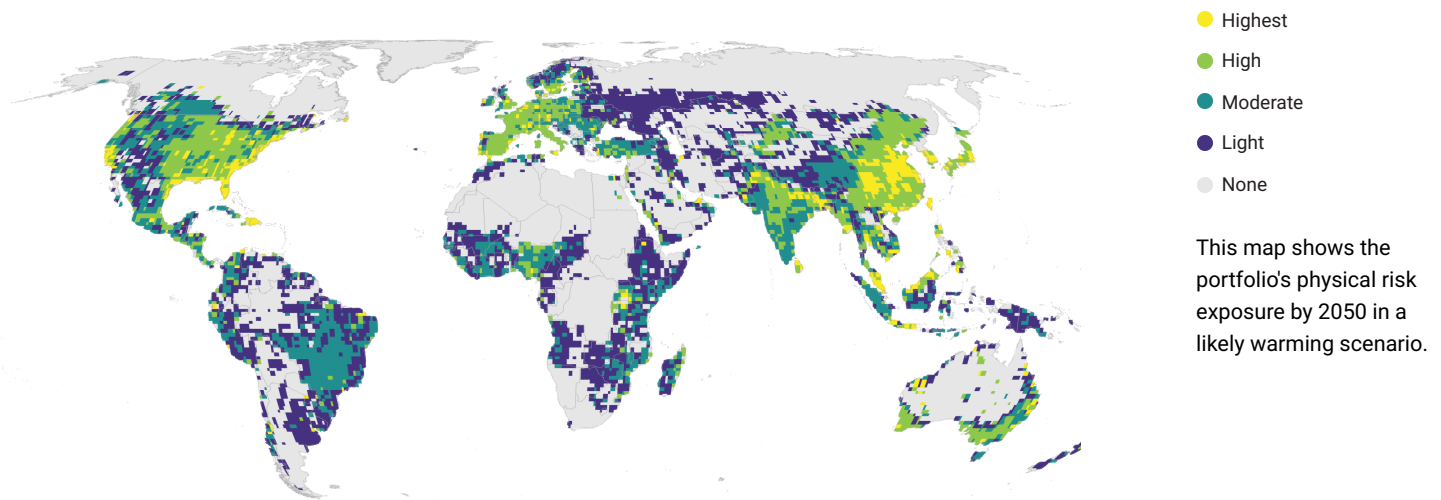 Highest
High
Moderate
Light
None
This map shows the
portfolio's physical risk
exposure by 2050 in a
likely warming scenario.